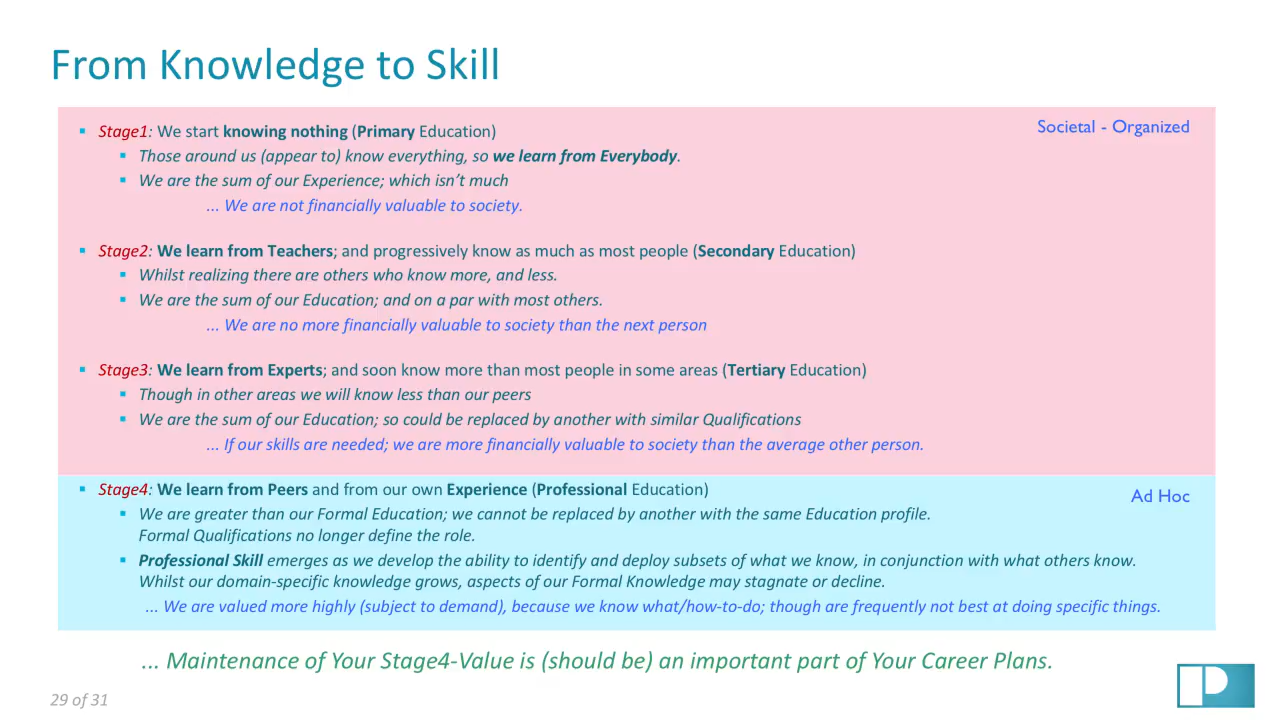 From Knowledge to Skill
Societal - Organized
▪ Stage1: We start knowing nothing (Primary Education)
▪ Those around us (appear to) know everything, so we learn from Everybody.
▪ We are the sum of our Experience; which isn’t much
... We are not financially valuable to society.
▪ Stage2: We learn from Teachers; and progressively know as much as most people (Secondary Education)
▪ Whilst realizing there are others who know more, and less.
▪ We are the sum of our Education; and on a par with most others.
... We are no more financially valuable to society than the next person
▪ Stage3: We learn from Experts; and soon know more than most people in some areas (Tertiary Education)
▪ Though in other areas we will know less than our peers
▪ We are the sum of our Education; so could be replaced by another with similar Qualifications
... If our skills are needed; we are more financially valuable to society than the average other person.
▪ Stage4: We learn from Peers and from our own Experience (Professional Education)
Ad Hoc
▪ We are greater than our Formal Education; we cannot be replaced by another with the same Education profile.
Formal Qualifications no longer define the role.
▪ Professional Skill emerges as we develop the ability to identify and deploy subsets of what we know, in conjunction with what others know.
Whilst our domain-specific knowledge grows, aspects of our Formal Knowledge may stagnate or decline.
... We are valued more highly (subject to demand), because we know what/how-to-do; though are frequently not best at doing specific things.
... Maintenance of Your Stage4-Value is (should be) an important part of Your Career Plans.
29 of 31
P